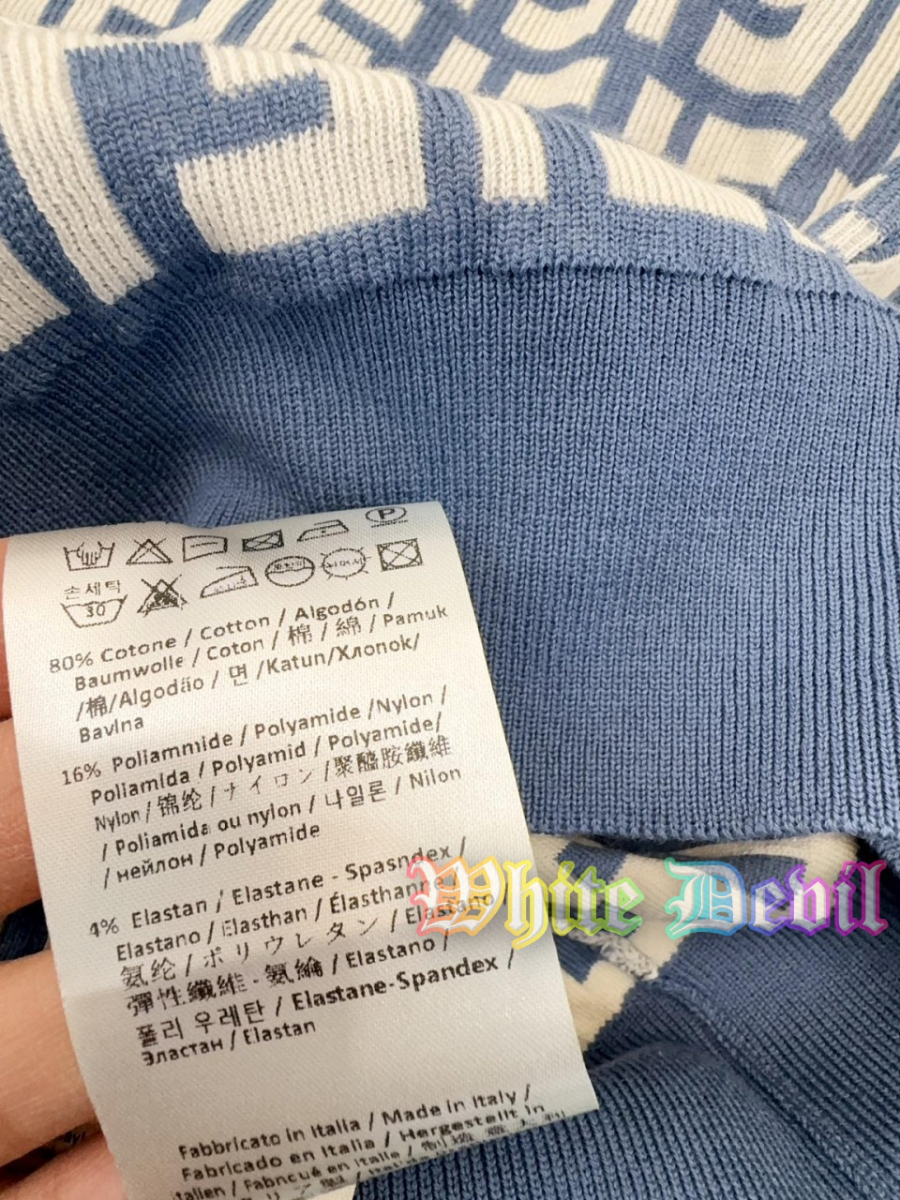 P
손세탁
30
80% Cotone / Cotton / Algodón /
Baumwolle / Coton / 棉 / 綿 / Pamuk
/棉/Algodão / 면 /Katun/Хлопок/
Bavlna
16% Poliammide / Polyamide /Nylon /
Poliamida / Polyamid / Polyamide/
Nylon / 锦纶 / ナイロン / 聚醯胺纖維
/ Poliamida ou nylon / 나일론 / Nilon
/ нейлон / Polyamide
4% Elastan / Elastane - Spasndex /
Elastano / Elasthan / Élasthanne
氨纶 / ポリウレタン / Elastano
彈性纖維 - 氨綸 / Elastano /
폴리 우레탄 / Elastane-Spandex /
Эластан / Elastan
White Devil
Fabbricato in Italia / Made in Italy /
Fabricado en Italia / Hergestellt in
Italien / Fabriqué en Italie / 制造意大利